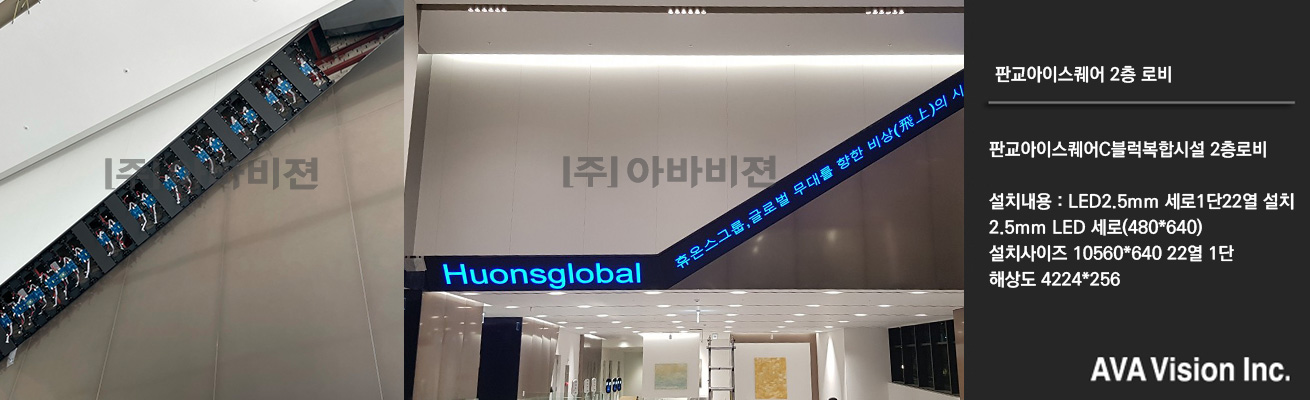 [주] 아바비젼
[주] 아바비젼
Huonsglobal
휴온스그룹,글로벌 무대를 향한 비상(飛上)의 시
판교아이스퀘어 2층 로비
판교아이스퀘어C블럭복합시설 2층로비
설치내용 : LED2.5mm 세로1단22열 설치
2.5mm LED 세로(480*640)
설치사이즈 10560*640 22열 1단
해상도 4224*256
AVA Vision Inc.